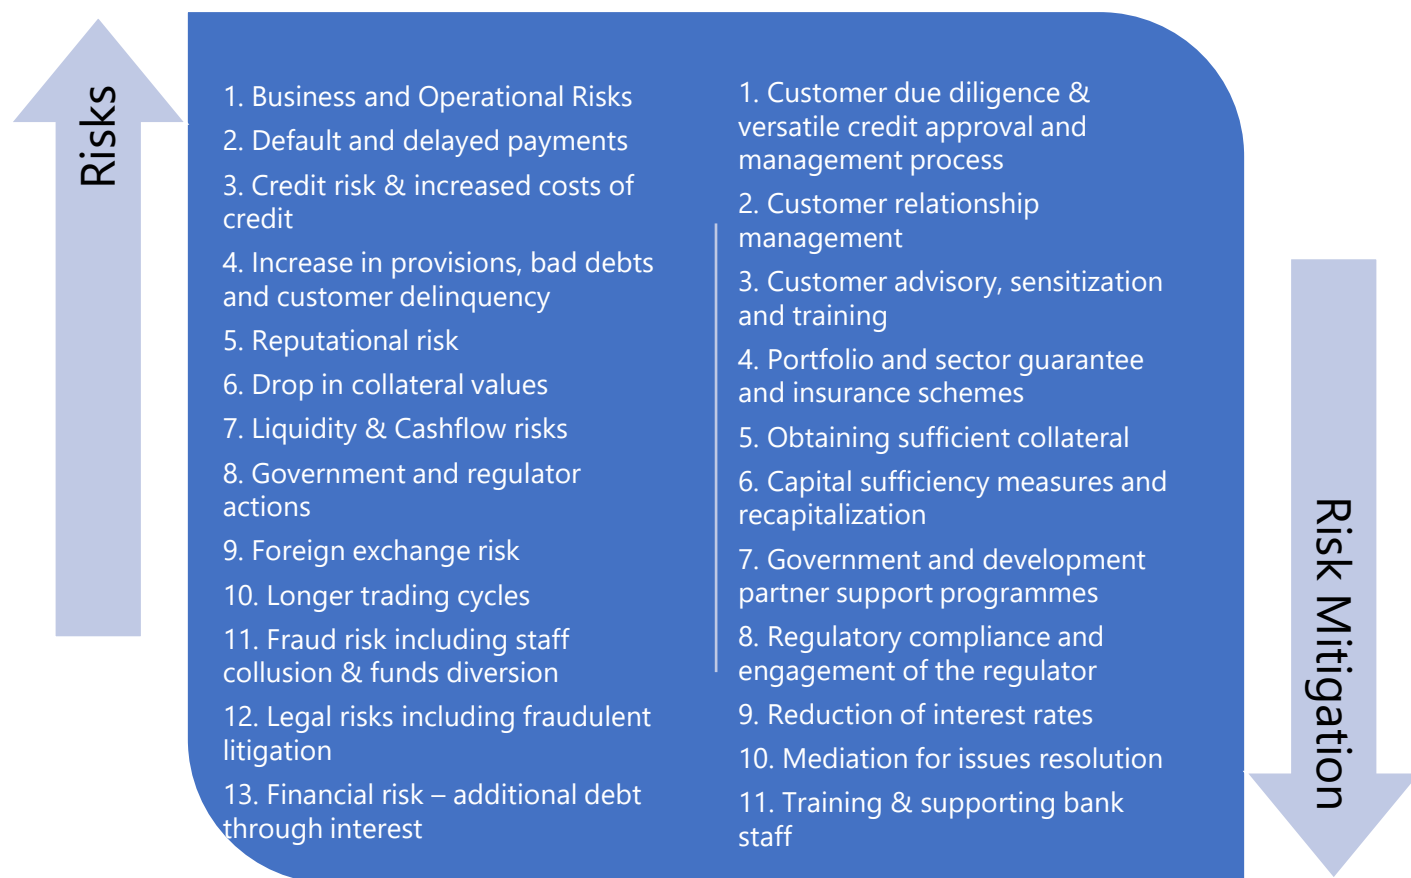 Risks
1. Business and Operational Risks
2. Default and delayed payments
3. Credit risk & increased costs of
credit
4. Increase in provisions, bad debts
and customer delinquency
5. Reputational risk
6. Drop in collateral values
7. Liquidity & Cashflow risks
8. Government and regulator
actions
9. Foreign exchange risk
10. Longer trading cycles
11. Fraud risk including staff
collusion & funds diversion
12. Legal risks including fraudulent
litigation
13. Financial risk – additional debt
through interest
1. Customer due diligence &
versatile credit approval and
management process
2. Customer relationship
management
3. Customer advisory, sensitization
and training
4. Portfolio and sector guarantee
and insurance schemes
5. Obtaining sufficient collateral
6. Capital sufficiency measures and
recapitalization
7. Government and development
partner support programmes
8. Regulatory compliance and
engagement of the regulator
9. Reduction of interest rates
10. Mediation for issues resolution
11. Training & supporting bank
staff
Risk Mitigation